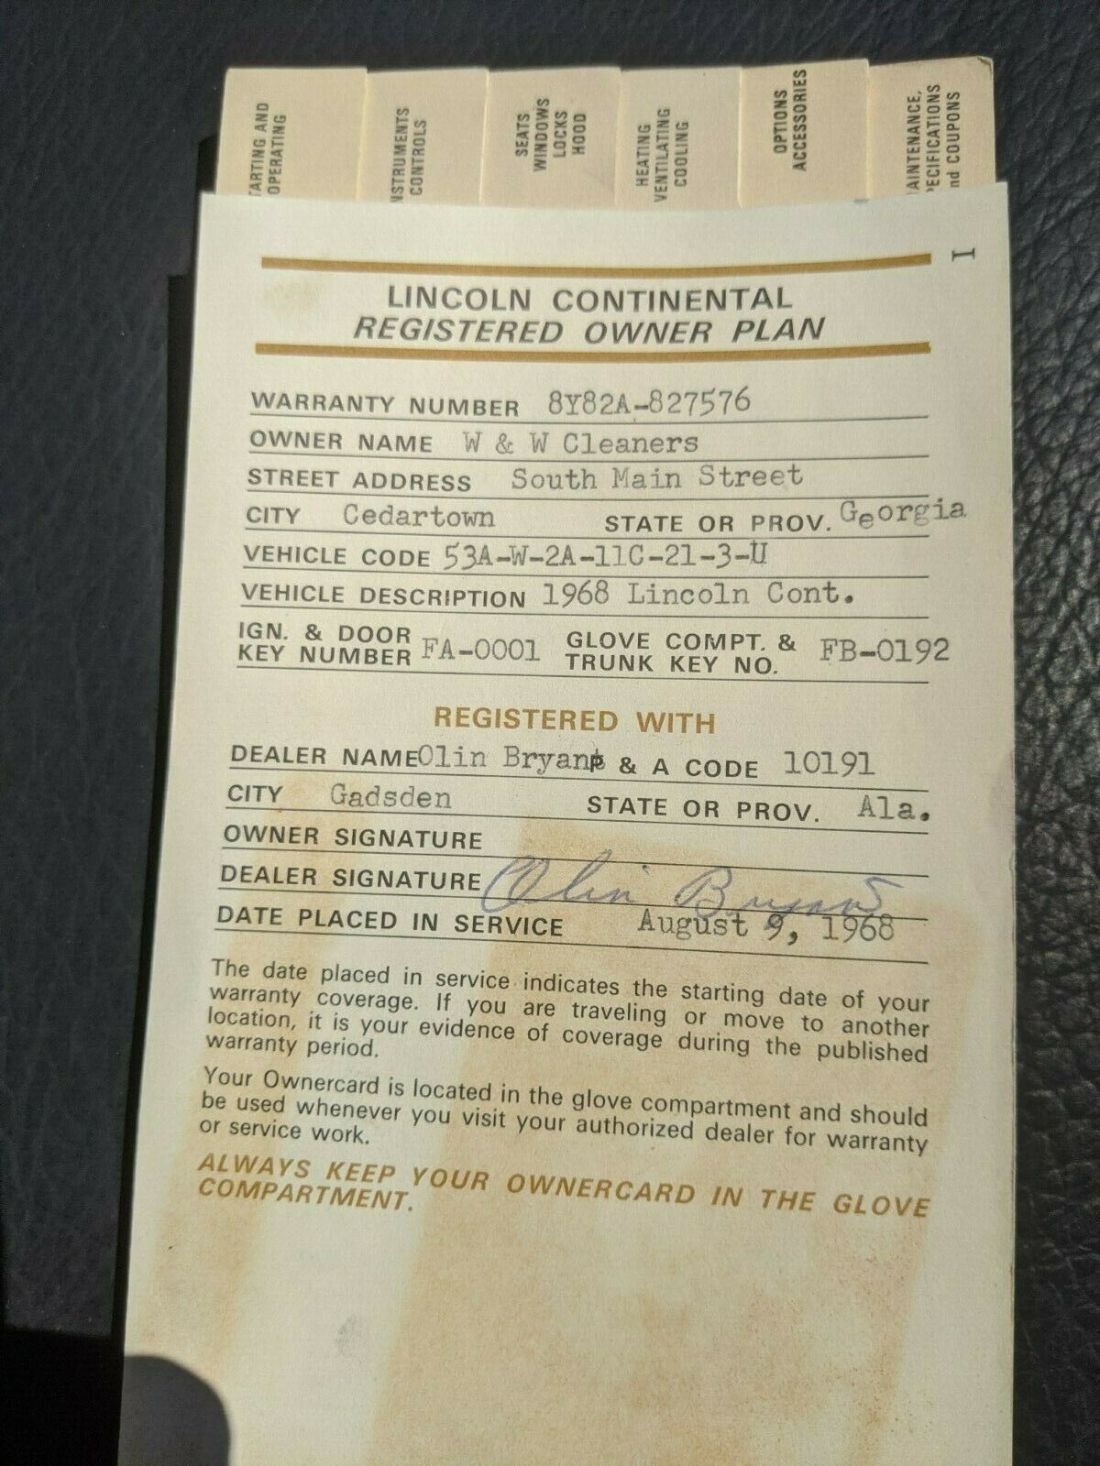 TARTING AND
OPERATING
NSTRUMENTS
CONTROLS
SEATS
WINDOWS
LOCKS
HOOD
HEATING
VENTILATING
COOLING
OPTIONS
ACCESSORIES
AINTENANCE,
PECIFICATIONS
nd COUPONS
I
LINCOLN CONTINENTAL
REGISTERED OWNER PLAN
WARRANTY NUMBER 8Y82A-827576
OWNER NAME W & W Cleaners
STREET ADDRESS South Main Street
CITY Cedartown STATE OR PROV. Georgia
VEHICLE CODE 53A-W-2A-11C-21-3-U
VEHICLE DESCRIPTION 1968 Lincoln Cont.
IGN. & DOOR KEY NUMBER FA-0001 GLOVE COMPT. & TRUNK KEY NO. FB-0192
REGISTERED WITH
DEALER NAME Olin Bryant P & A CODE 10191
CITY Gadsden STATE OR PROV. Ala.
OWNER SIGNATURE
DEALER SIGNATURE Olin Bryant
DATE PLACED IN SERVICE August 9, 1968
The date placed in service indicates the starting date of your
warranty coverage. If you are traveling or move to another
location, it is your evidence of coverage during the published
warranty period.
Your Ownercard is located in the glove compartment and should
be used whenever you visit your authorized dealer for warranty
or service work.
ALWAYS KEEP YOUR OWNERCARD IN THE GLOVE
COMPARTMENT.